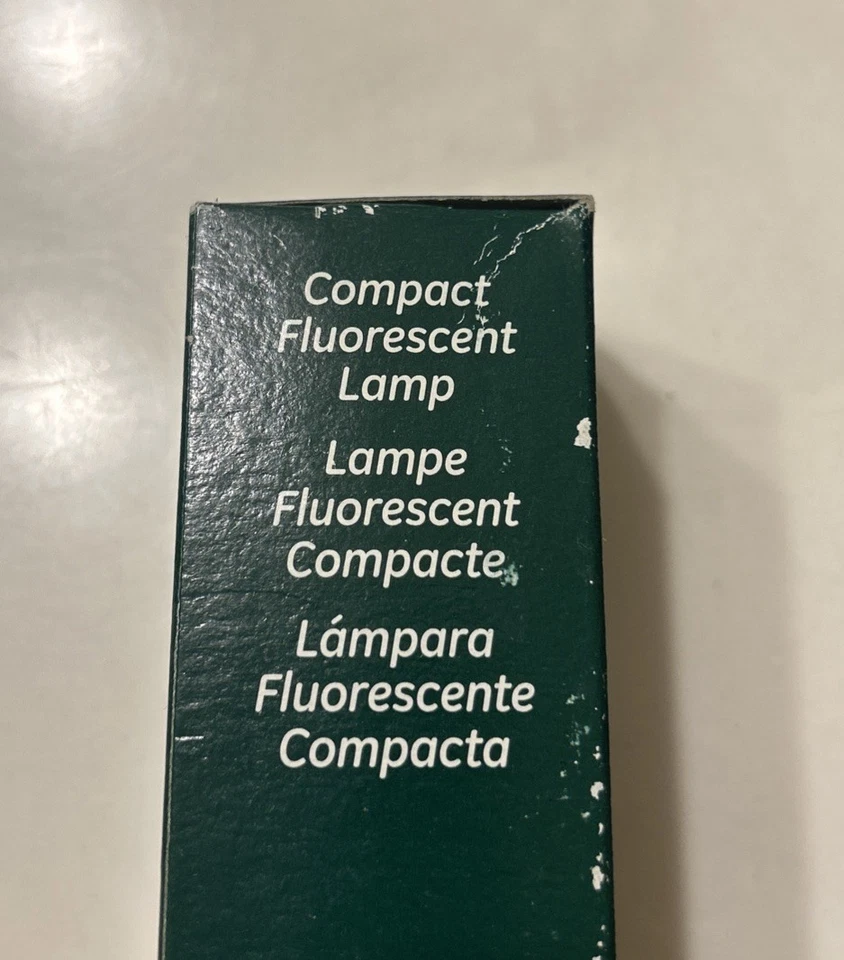 Compact
Fluorescent
Lamp
Lampe
Fluorescent
Compacte
Lámpara
Fluorescente
Compacta